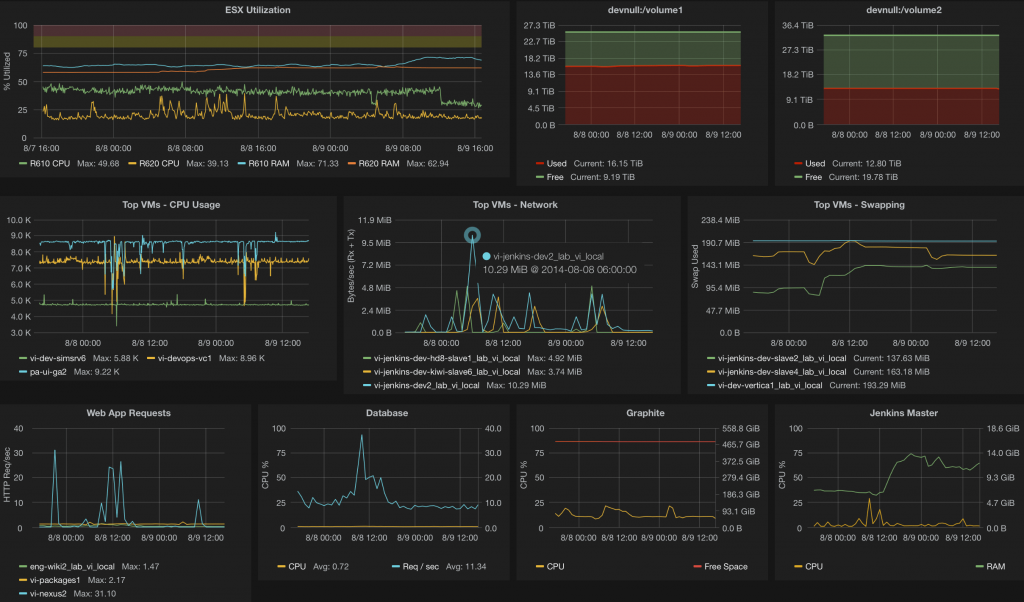 ESX Utilization
% Utilized
100
75
50
25
0
8/7 16:00 8/8 00:00 8/8 08:00 8/8 16:00 8/9 00:00 8/9 08:00 8/9 16:00
R610 CPU Max: 49.68 R620 CPU Max: 39.13 R610 RAM Max: 71.33 R620 RAM Max: 62.94
devnull:/volume1
27.3 TiB
22.7 TiB
18.2 TiB
13.6 TiB
9.1 TiB
4.5 TiB
0.0 B
8/8 00:00 8/8 12:00 8/9 00:00 8/9 12:00
Used Current: 16.15 TiB
Free Current: 9.19 TiB
devnull:/volume2
36.4 TiB
27.3 TiB
18.2 TiB
9.1 TiB
0.0 B
8/8 00:00 8/8 12:00 8/9 00:00 8/9 12:00
Used Current: 12.80 TiB
Free Current: 19.78 TiB
Top VMs - CPU Usage
10.0 K
9.0 K
8.0 K
7.0 K
6.0 K
5.0 K
4.0 K
3.0 K
8/8 00:00 8/8 12:00 8/9 00:00 8/9 12:00
vi-dev-simsrv6 Max: 5.88 K vi-devops-vc1 Max: 8.96 K
pa-ui-ga2 Max: 9.22 K
Top VMs - Network
Bytes/sec (Rx + Tx)
11.9 MiB
9.5 MiB
7.2 MiB
4.8 MiB
2.4 MiB
0.0 B
vi-jenkins-dev2_lab_vi_local
10.29 MiB @ 2014-08-08 06:00:00
8/8 00:00 8/8 12:00 8/9 00:00 8/9 12:00
vi-jenkins-dev-hd8-slave1_lab_vi_local Max: 4.92 MiB
vi-jenkins-dev-kiwi-slave6_lab_vi_local Max: 3.74 MiB
vi-jenkins-dev2_lab_vi_local Max: 10.29 MiB
Top VMs - Swapping
Swap Used
238.4 MiB
190.7 MiB
143.1 MiB
95.4 MiB
47.7 MiB
0.0 B
8/8 00:00 8/8 12:00 8/9 00:00 8/9 12:00
vi-jenkins-dev-slave2_lab_vi_local Current: 137.63 MiB
vi-jenkins-dev-slave4_lab_vi_local Current: 163.18 MiB
vi-dev-vertica1_lab_vi_local Current: 193.29 MiB
Web App Requests
HTTP Req/sec
40
30
20
10
0
8/8 00:00 8/8 12:00 8/9 00:00 8/9 12:00
eng-wiki2_lab_vi_local Max: 1.47
vi-packages1 Max: 2.17
vi-nexus2 Max: 31.10
Database
CPU %
100
75
50
25
0
40.0
30.0
20.0
10.0
0.0
8/8 00:00 8/8 12:00 8/9 00:00 8/9 12:00
CPU Avg: 0.72 Req / sec Avg: 11.34
Graphite
CPU %
100
75
50
25
0
558.8 GiB
465.7 GiB
372.5 GiB
279.4 GiB
186.3 GiB
93.1 GiB
0.0 B
8/8 00:00 8/8 12:00 8/9 00:00 8/9 12:00
CPU Free Space
Jenkins Master
CPU %
100
75
50
25
0
18.6 GiB
14.0 GiB
9.3 GiB
4.7 GiB
0.0 B
8/8 00:00 8/8 12:00 8/9 00:00 8/9 12:00
CPU RAM